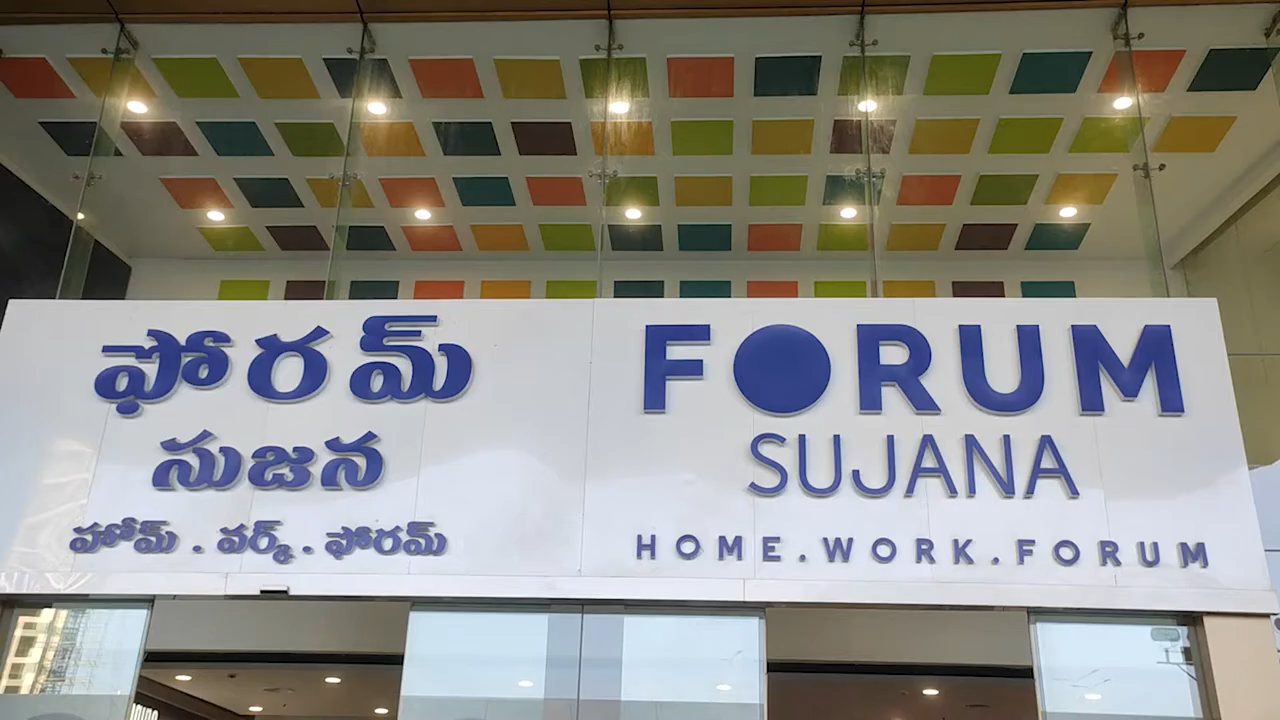 ఫోరమ్
సుజన
హోమ్ . వర్క్ . ఫోరమ్
FORUM
SUJANA
HOME.WORK.FORUM